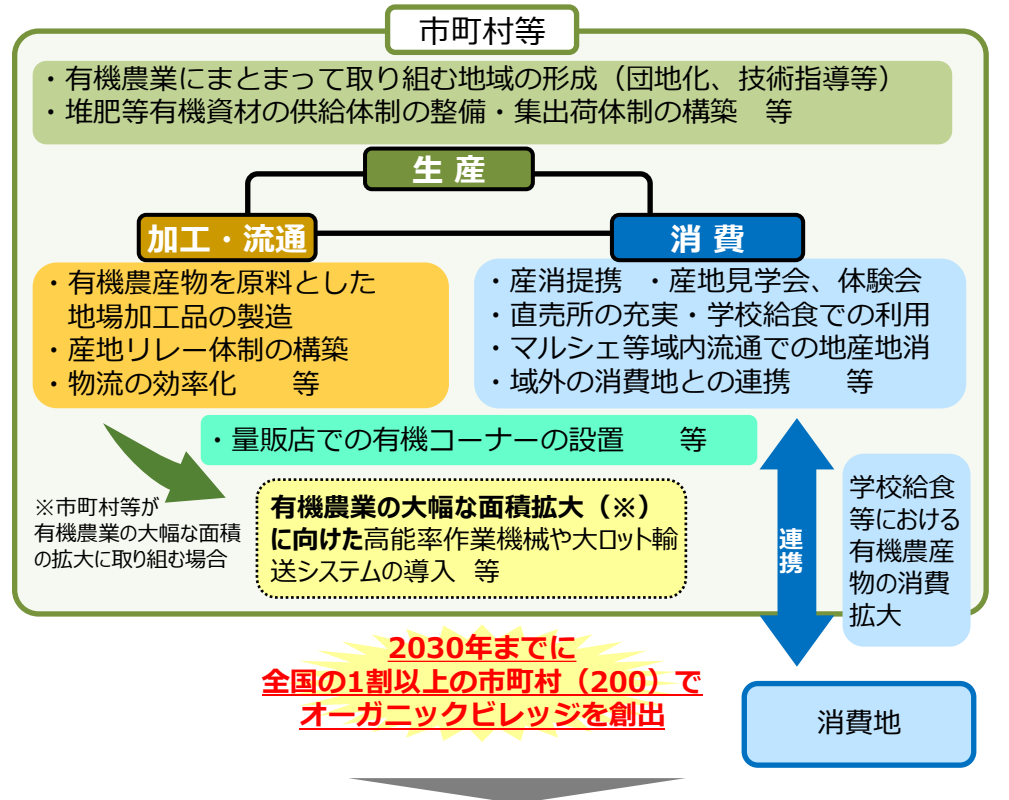 市町村等
・有機農業にまとまって取り組む地域の形成（団地化、技術指導等）
・堆肥等有機資材の供給体制の整備・集出荷体制の構築　等
生 産
加工・流通
消 費
・有機農産物を原料とした
地場加工品の製造
・産地リレー体制の構築
・物流の効率化　　等
・産消提携　・産地見学会、体験会
・直売所の充実・学校給食での利用
・マルシェ等域内流通での地産地消
・域外の消費地との連携　　等
・量販店での有機コーナーの設置　　等
※市町村等が
有機農業の大幅な面積
の拡大に取り組む場合
有機農業の大幅な面積拡大（※）
に向けた高能率作業機械や大ロット輸
送システムの導入　等
連携
学校給食
等における
有機農産
物の消費
拡大
2030年までに
全国の1割以上の市町村（200）で
オーガニックビレッジを創出
消費地